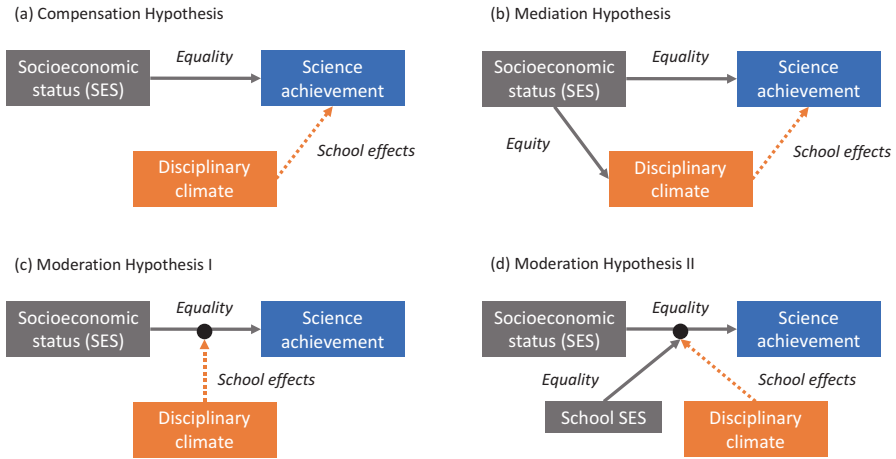 (a) Compensation Hypothesis
Socioeconomic
status (SES)
Equality
Science
achievement
Disciplinary
climate
School effects
(b) Mediation Hypothesis
Socioeconomic
status (SES)
Equality
Science
achievement
Equity
Disciplinary
climate
School effects
(c) Moderation Hypothesis I
Socioeconomic
status (SES)
Equality
Science
achievement
School effects
Disciplinary
climate
(d) Moderation Hypothesis II
Socioeconomic
status (SES)
Equality
Science
achievement
Equality
School effects
School SES
Disciplinary
climate